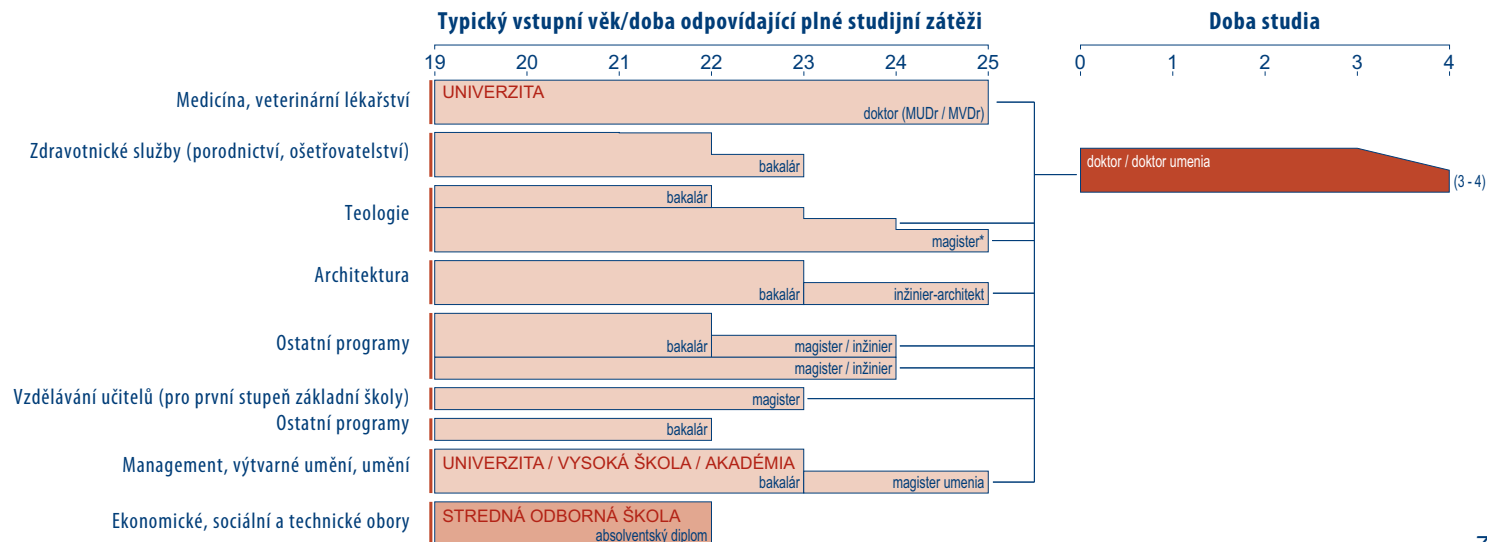 Typický vstupní věk/doba odpovídající plné studijní zátěži
Doba studia
19 20 21 22 23 24 25
0 1 2 3 4
Medicína, veterinární lékařství
UNIVERZITA
doktor (MUDr / MVDr)
Zdravotnické služby (porodnictví, ošetřovatelství)
bakalár
doktor / doktor umenia
(3 - 4)
Teologie
bakalár
magister*
Architektura
bakalár
inžinier-architekt
Ostatní programy
bakalár
magister / inžinier
magister / inžinier
Vzdělávání učitelů (pro první stupeň základní školy)
magister
Ostatní programy
bakalár
Management, výtvarné umění, umění
UNIVERZITA / VYSOKÁ ŠKOLA / AKADÉMIA
bakalár
magister umenia
Ekonomické, sociální a technické obory
STREDNÁ ODBORNÁ ŠKOLA
absolventský diplom